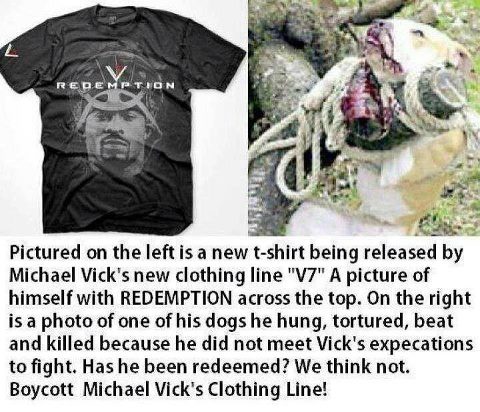 V
REDEMPTION
Pictured on the left is a new t-shirt being released by
Michael Vick's new clothing line "V7" A picture of
himself with REDEMPTION across the top. On the right
is a photo of one of his dogs he hung, tortured, beat
and killed because he did not meet Vick's expecations
to fight. Has he been redeemed? We think not.
Boycott  Michael Vick's Clothing Line!